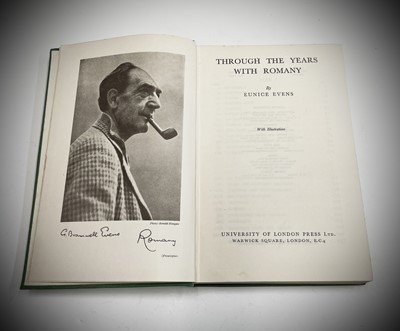 G. Bramwell Evens Romany
THROUGH THE YEARS
WITH ROMANY
By
EUNICE EVENS
With Illustrations
UNIVERSITY OF LONDON PRESS LTD.
WARWICK SQUARE, LONDON, E.C.4